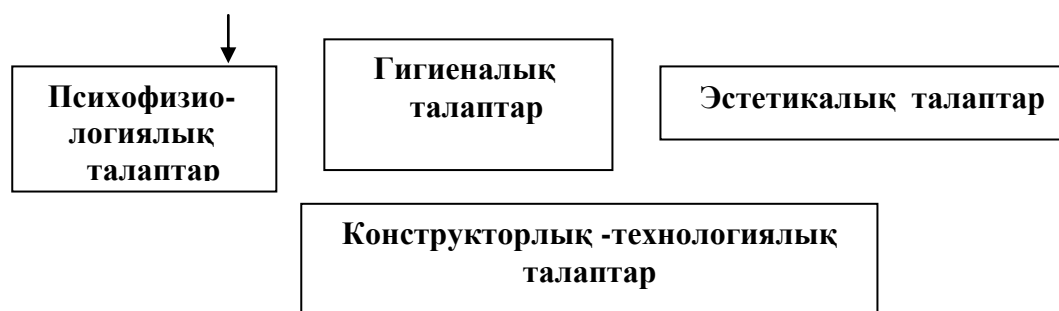 Психофизио-
логиялық
талаптар
Гигиеналық
талаптар
Эстетикалық талаптар
Конструкторлық -технологиялық
талаптар